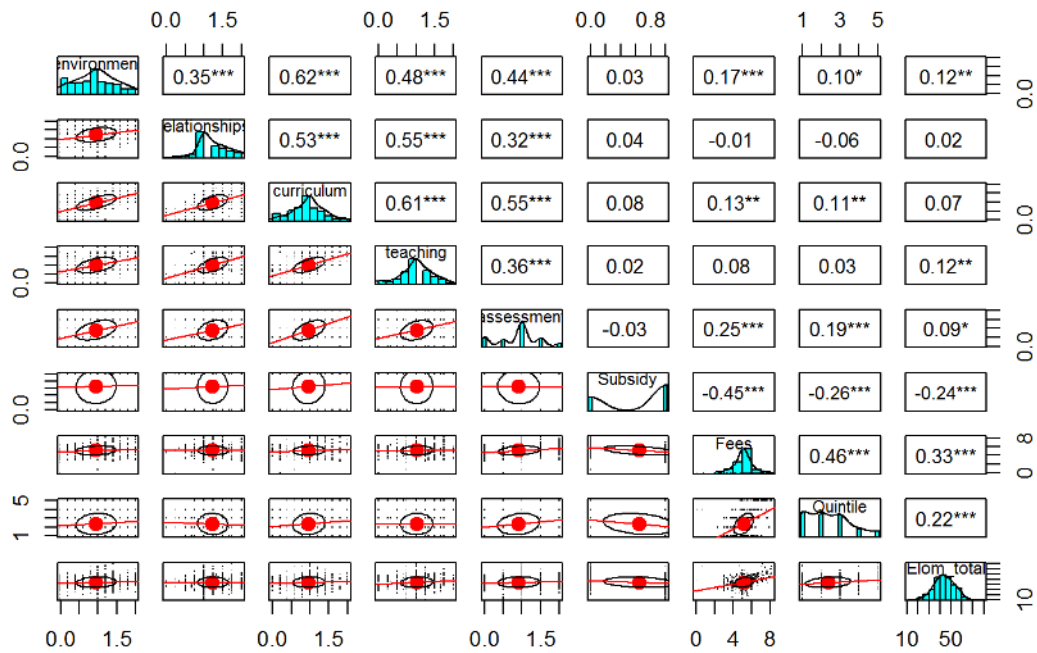 0.0 1.5 0.0 1.5 0.0 1.0 1 3 5
environment 0.35*** 0.62*** 0.48*** 0.44*** 0.03 0.17*** 0.10* 0.12** 0.0
0.0 relationships 0.53*** 0.55*** 0.32*** 0.04 -0.01 -0.06 0.02
curriculum 0.61*** 0.55*** 0.08 0.13** 0.11** 0.07 0.0
0.0 teaching 0.36*** 0.02 0.08 0.03 0.12**
assessment -0.03 0.25*** 0.19*** 0.09* 0.0
0.0 Subsidy -0.45*** -0.26*** -0.24***
Fees 0.46*** 0.33*** 0 8
1 5 Quintile 0.22***
Elom_total 10
0.0 1.5 0.0 1.5 0.0 1.5 0 4 8 10 50